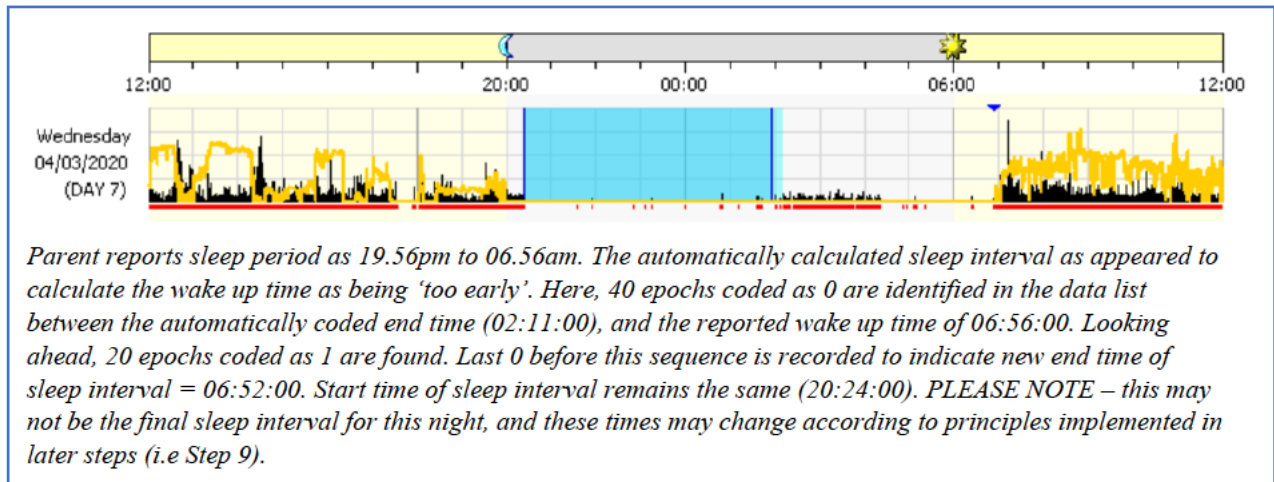 12:00 20:00 00:00 06:00 12:00
Wednesday
04/03/2020
(DAY 7)
Parent reports sleep period as 19.56pm to 06.56am. The automatically calculated sleep interval as appeared to
calculate the wake up time as being ‘too early’. Here, 40 epochs coded as 0 are identified in the data list
between the automatically coded end time (02:11:00), and the reported wake up time of 06:56:00. Looking
ahead, 20 epochs coded as 1 are found. Last 0 before this sequence is recorded to indicate new end time of
sleep interval = 06:52:00. Start time of sleep interval remains the same (20:24:00). PLEASE NOTE – this may
not be the final sleep interval for this night, and these times may change according to principles implemented in
later steps (i.e Step 9).